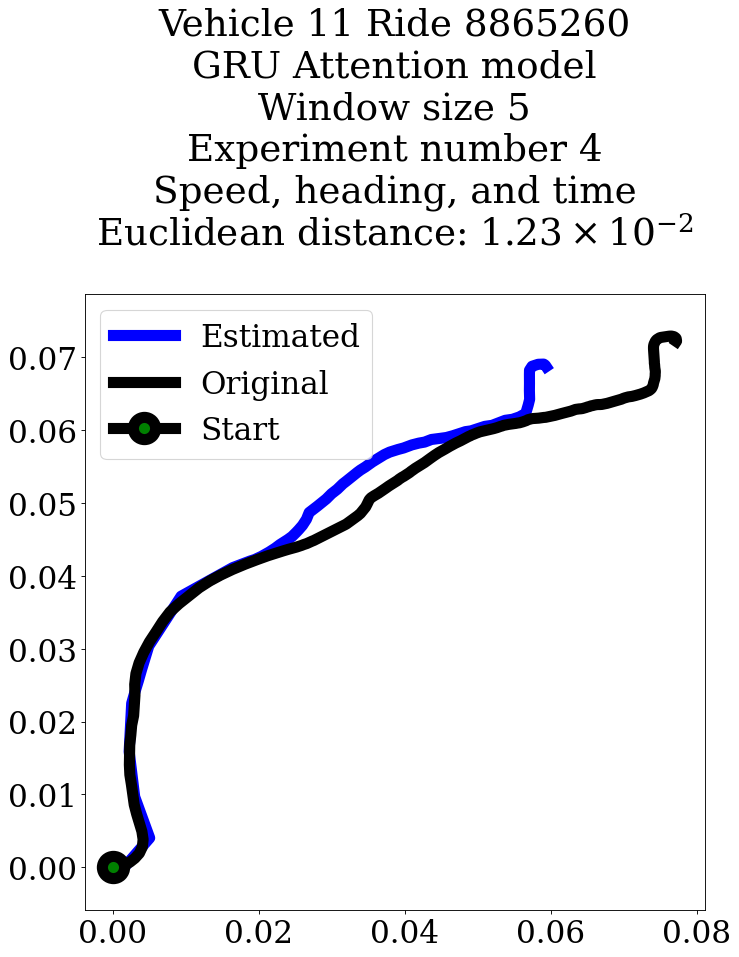 Vehicle 11 Ride 8865260
GRU Attention model
Window size 5
Experiment number 4
Speed, heading, and time
Euclidean distance: 1.23 × 10⁻²
Estimated
Original
Start
0.07
0.06
0.05
0.04
0.03
0.02
0.01
0.00
0.00 0.02 0.04 0.06 0.08